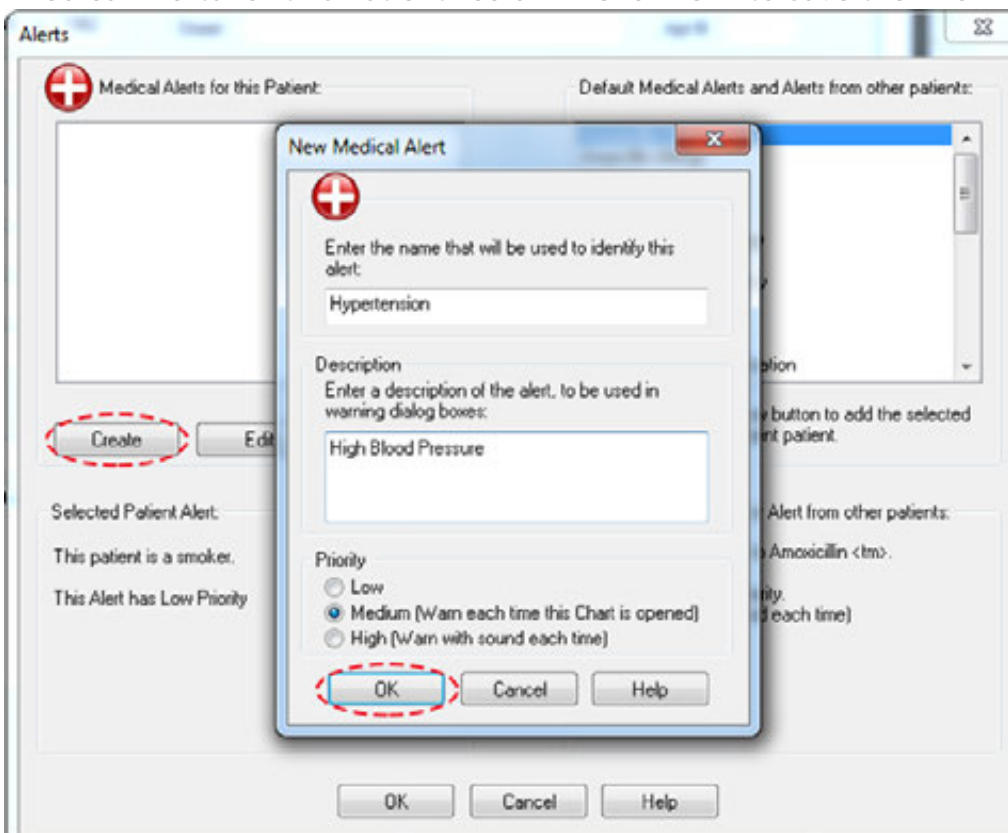 Alerts
Medical Alerts for this Patient:
Default Medical Alerts and Alerts from other patients:
New Medical Alert
Enter the name that will be used to identify this
alert:
Hypertension
Description
Enter a description of the alert, to be used in
warning dialog boxes:
High Blood Pressure
Priority
Low
Medium (Warn each time this Chart is opened)
High (Warn with sound each time)
OK Cancel Help
Create Edit
button to add the selected
patient.
Selected Patient Alert:
This patient is a smoker.
This Alert has Low Priority
Alert from other patients:
Amoxicillin <tm>.
each time)
OK Cancel Help